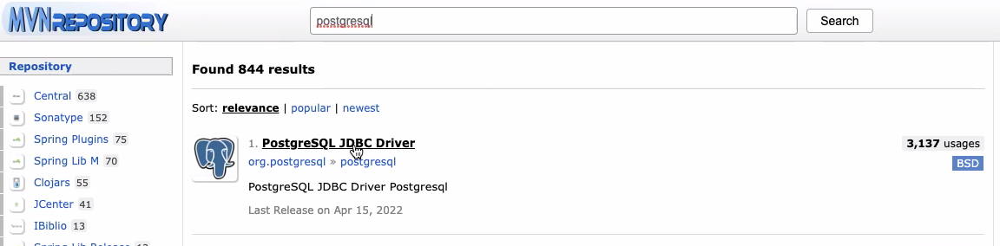 MVNREPOSITORY
postgresql
Search
Repository
Central 638
Sonatype 152
Spring Plugins 75
Spring Lib M 70
Clojars 55
JCenter 41
IBiblio 13
Spring Lib Release 12
Found 844 results
Sort: relevance | popular | newest
1. PostgreSQL JDBC Driver
3,137 usages
org.postgresql » postgresql
BSD
PostgreSQL JDBC Driver Postgresql
Last Release on Apr 15, 2022